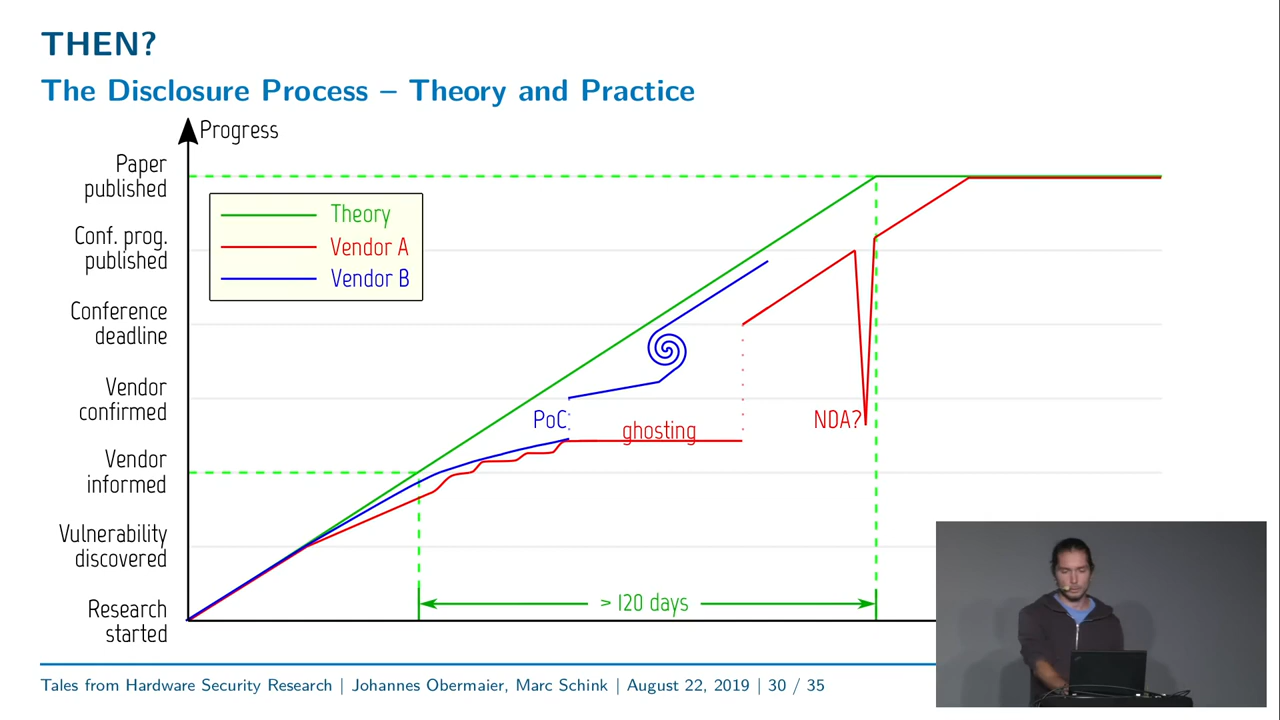 THEN?
The Disclosure Process – Theory and Practice
Progress
Paper
published
Conf. prog.
published
Conference
deadline
Vendor
confirmed
Vendor
informed
Vulnerability
discovered
Research
started
Theory
Vendor A
Vendor B
PoC
ghosting
NDA?
> 120 days
Tales from Hardware Security Research | Johannes Obermaier, Marc Schink | August 22, 2019 | 30 / 35